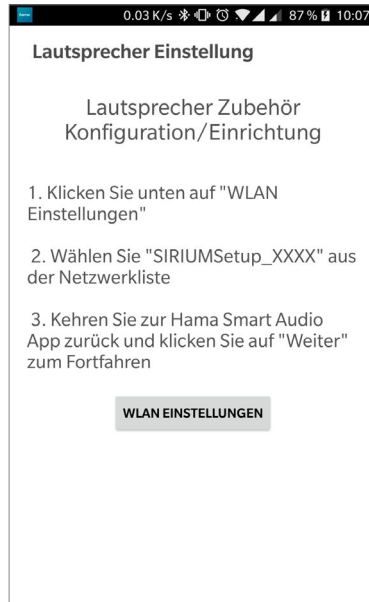 hama 0.03 K/s 87 % 10:07
Lautsprecher Einstellung
Lautsprecher Zubehör
Konfiguration/Einrichtung
1. Klicken Sie unten auf "WLAN
Einstellungen"
2. Wählen Sie "SIRIUMSetup_XXXX" aus
der Netzwerkliste
3. Kehren Sie zur Hama Smart Audio
App zurück und klicken Sie auf "Weiter"
zum Fortfahren
WLAN EINSTELLUNGEN